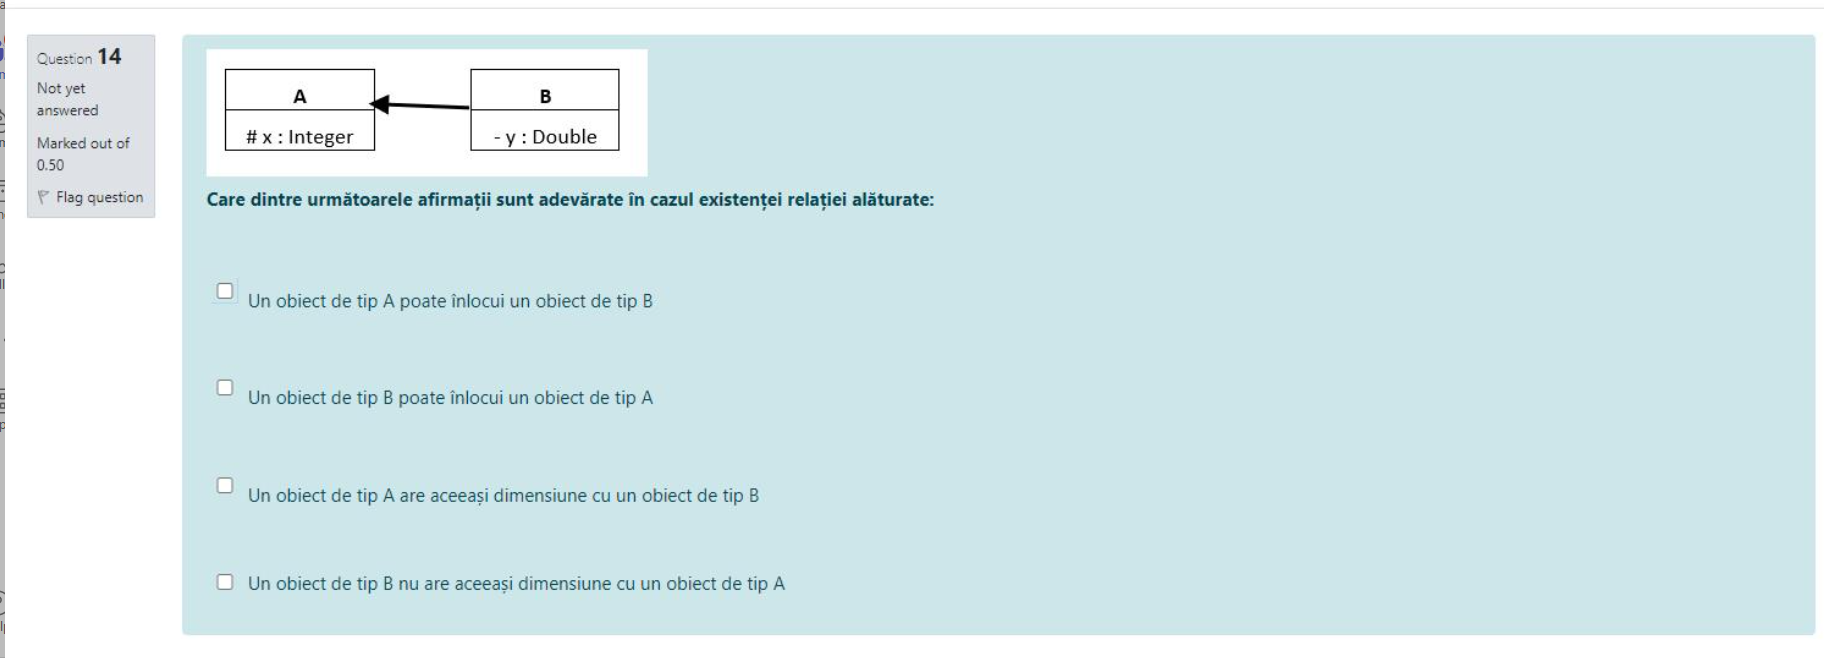 Question 14
Not yet
answered
Marked out of
0.50
Flag question
A
# x : Integer
B
- y : Double
Care dintre următoarele afirmații sunt adevărate în cazul existenței relației alăturate:
Un obiect de tip A poate înlocui un obiect de tip B
Un obiect de tip B poate înlocui un obiect de tip A
Un obiect de tip A are aceeași dimensiune cu un obiect de tip B
Un obiect de tip B nu are aceeași dimensiune cu un obiect de tip A